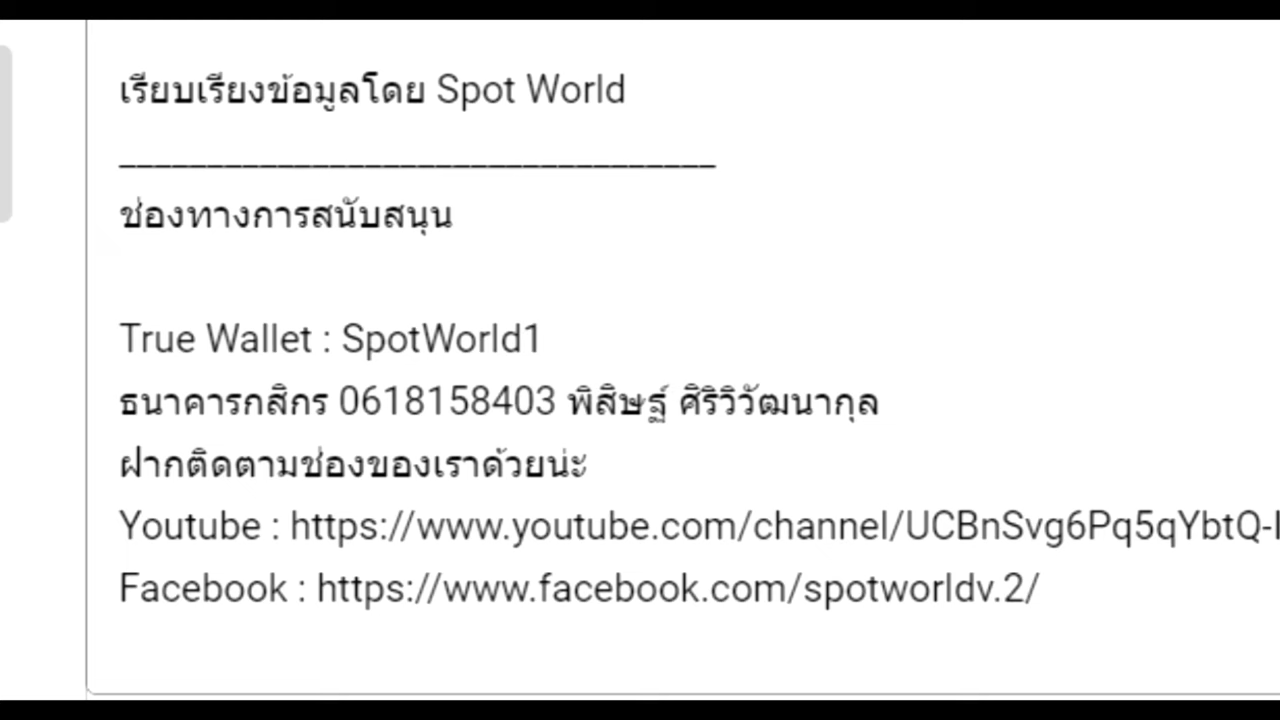 เรียบเรียงข้อมูลโดย Spot World
__________________________________
ช่องทางการสนับสนุน
True Wallet : SpotWorld1
ธนาคารกสิกร 0618158403 พิสิษฐ์ ศิริวิวัฒนากุล
ฝากติดตามช่องของเราด้วยน่ะ
Youtube : https://www.youtube.com/channel/UCBnSvg6Pq5qYbtQ-
Facebook : https://www.facebook.com/spotworldv.2/